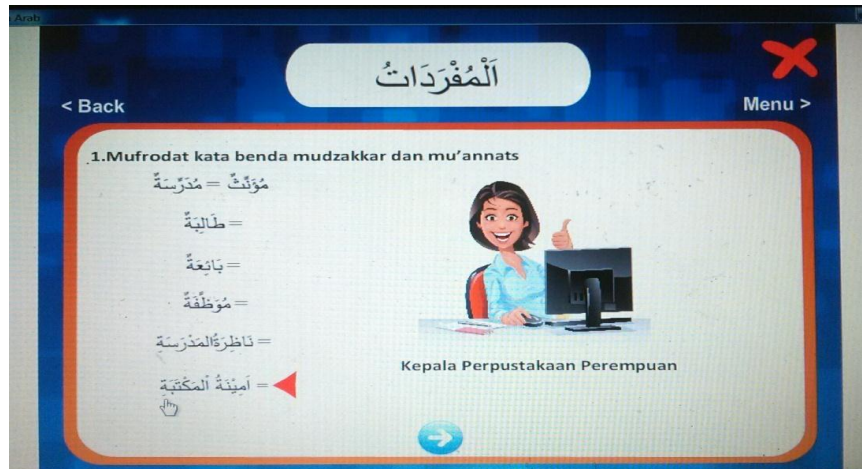 Arab
اَلْمُفْرَدَاتُ
< Back
Menu >
1.Mufrodat kata benda mudzakkar dan mu’annats
مُؤَنَّثٌ = مُدَرِّسَةٌ
= طَالِبَةٌ
= بَائِعَةٌ
= مُوَظَّفَةٌ
= نَاظِرَةُالمَدْرَسَةِ
= اَمِيْنَةُ اْلمَكْتَبَةِ
Kepala Perpustakaan Perempuan